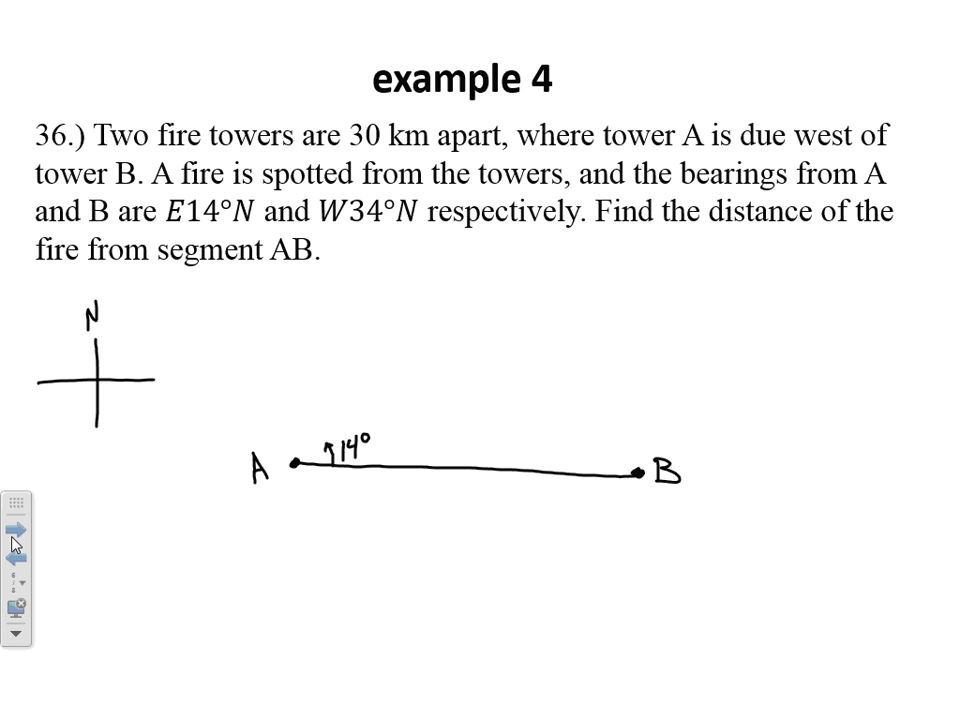 example 4
36.) Two fire towers are 30 km apart, where tower A is due west of
tower B. A fire is spotted from the towers, and the bearings from A
and B are E14°N and W34°N respectively. Find the distance of the
fire from segment AB.
N
14°
A
B